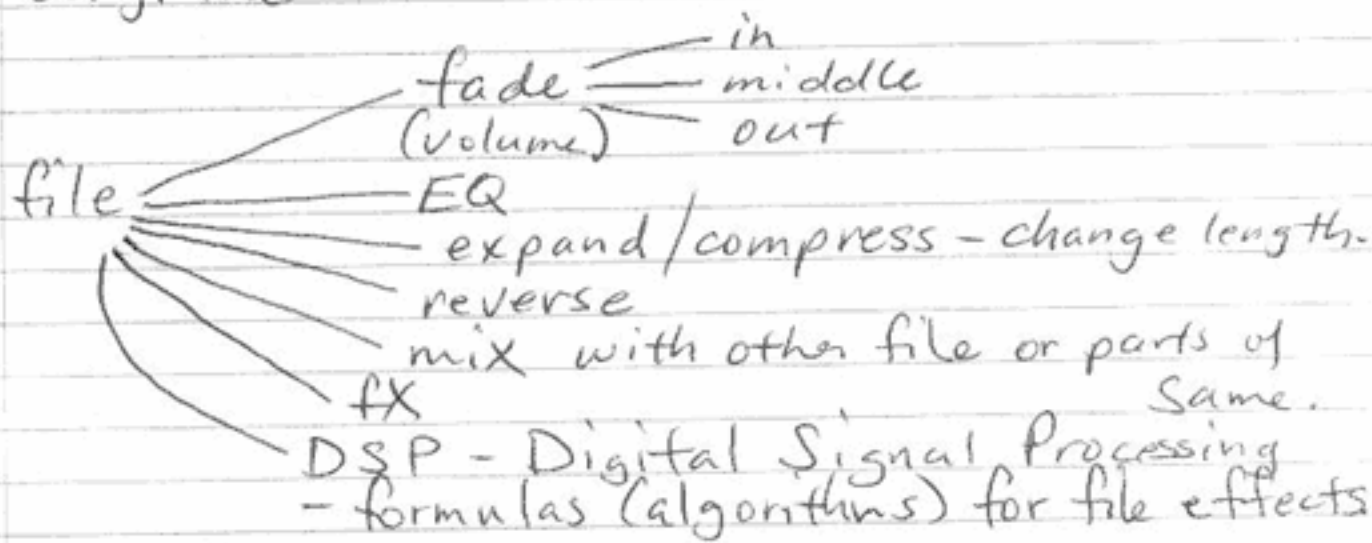 in
fade
middle
(volume)
out
file
EQ
expand/compress - change length.
reverse
mix with other file or parts of
same.
fX
DSP - Digital Signal Processing
- formulas (algorithms) for file effects